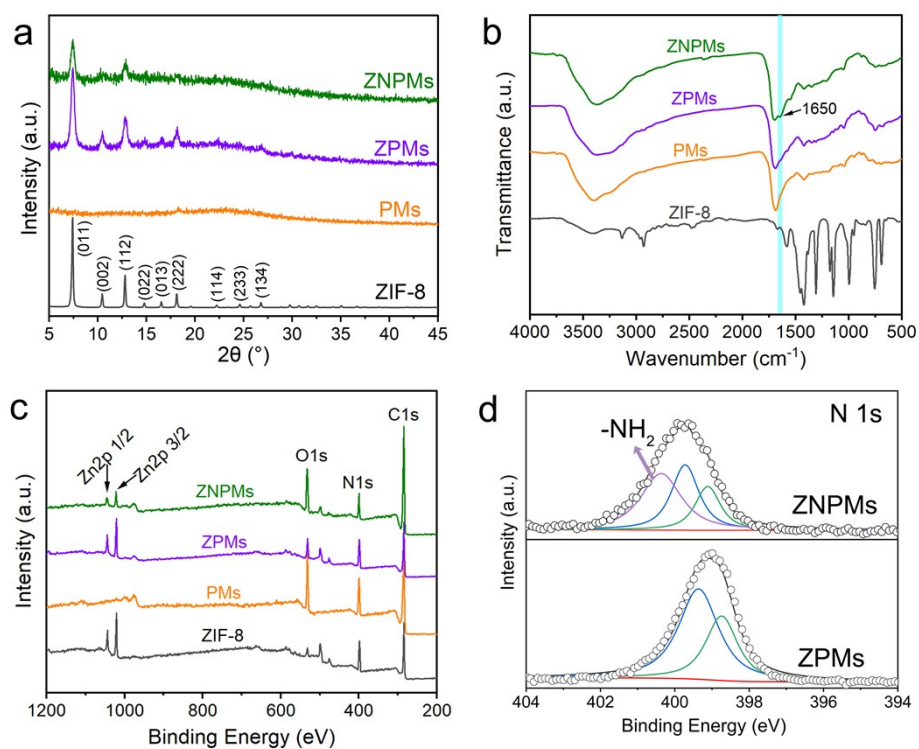 a
ZNPMs
ZPMs
PMs
ZIF-8
(011)
(002)
(112)
(022)
(013)
(222)
(114)
(233)
(134)
Intensity (a.u.)
5 10 15 20 25 30 35 40 45
2θ (°)
b
ZNPMs
1650
ZPMs
PMs
ZIF-8
Transmittance (a.u.)
4000 3500 3000 2500 2000 1500 1000 500
Wavenumber (cm⁻¹)
c
Zn2p 1/2
Zn2p 3/2
O1s
N1s
C1s
ZNPMs
ZPMs
PMs
ZIF-8
Intensity (a.u.)
1200 1000 800 600 400 200
Binding Energy (eV)
d
N 1s
-NH₂
ZNPMs
ZPMs
Intensity (a.u.)
404 402 400 398 396 394
Binding Energy (eV)